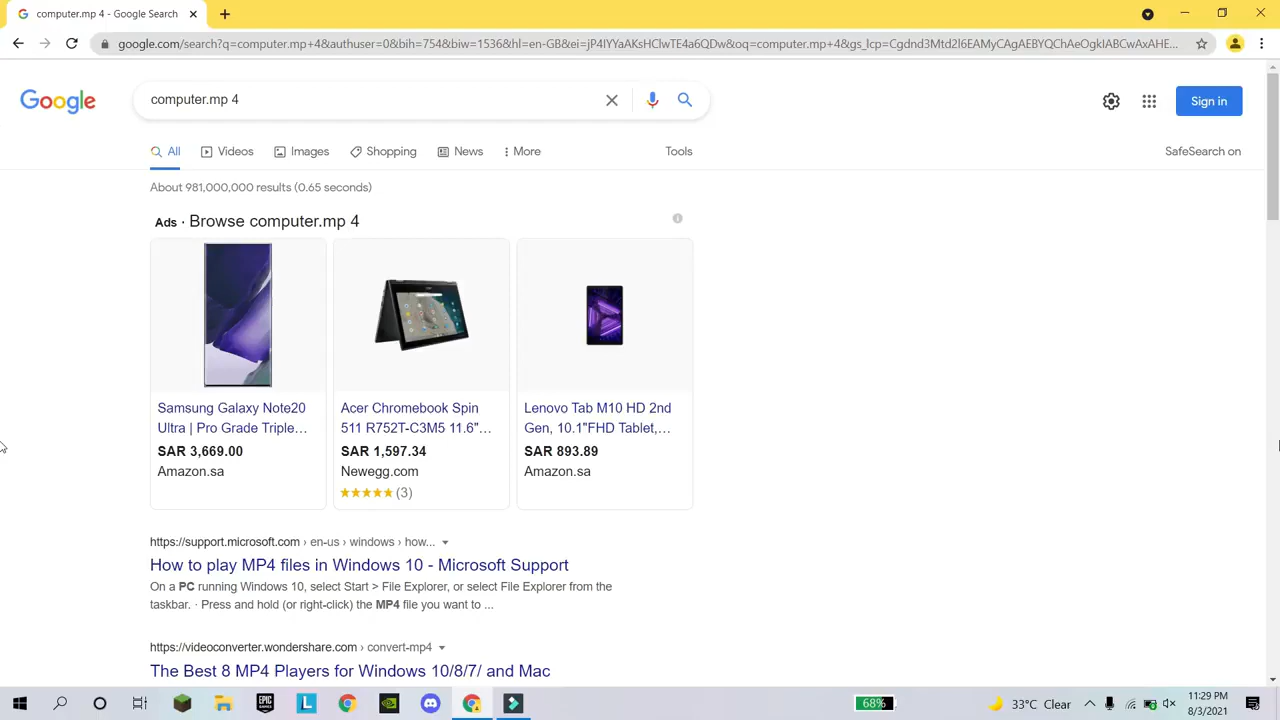 computer.mp 4 - Google Search
google.com/search?q=computer.mp+4&authuser=0&bih=754&biw=1536&hl=en-GB&ei=jP4IYYaAKsHClwTE4a6QDw&oq=computer.mp+4&gs_lcp=Cgdnd3Mtd2l6EAMyCAgAEBYQChAeOgkIABCwAxAHE...
Google
computer.mp 4
Sign in
All
Videos
Images
Shopping
News
More
Tools
SafeSearch on
About 981,000,000 results (0.65 seconds)
Ads · Browse computer.mp 4
Samsung Galaxy Note20
Ultra | Pro Grade Triple…
SAR 3,669.00
Amazon.sa
Acer Chromebook Spin
511 R752T-C3M5 11.6"…
SAR 1,597.34
Newegg.com
(3)
Lenovo Tab M10 HD 2nd
Gen, 10.1"FHD Tablet,…
SAR 893.89
Amazon.sa
https://support.microsoft.com › en-us › windows › how...
How to play MP4 files in Windows 10 - Microsoft Support
On a PC running Windows 10, select Start > File Explorer, or select File Explorer from the
taskbar. · Press and hold (or right-click) the MP4 file you want to ...
https://videoconverter.wondershare.com › convert-mp4
The Best 8 MP4 Players for Windows 10/8/7/ and Mac
EPIC
GAMES
L
68%
33°C Clear
11:29 PM
8/3/2021